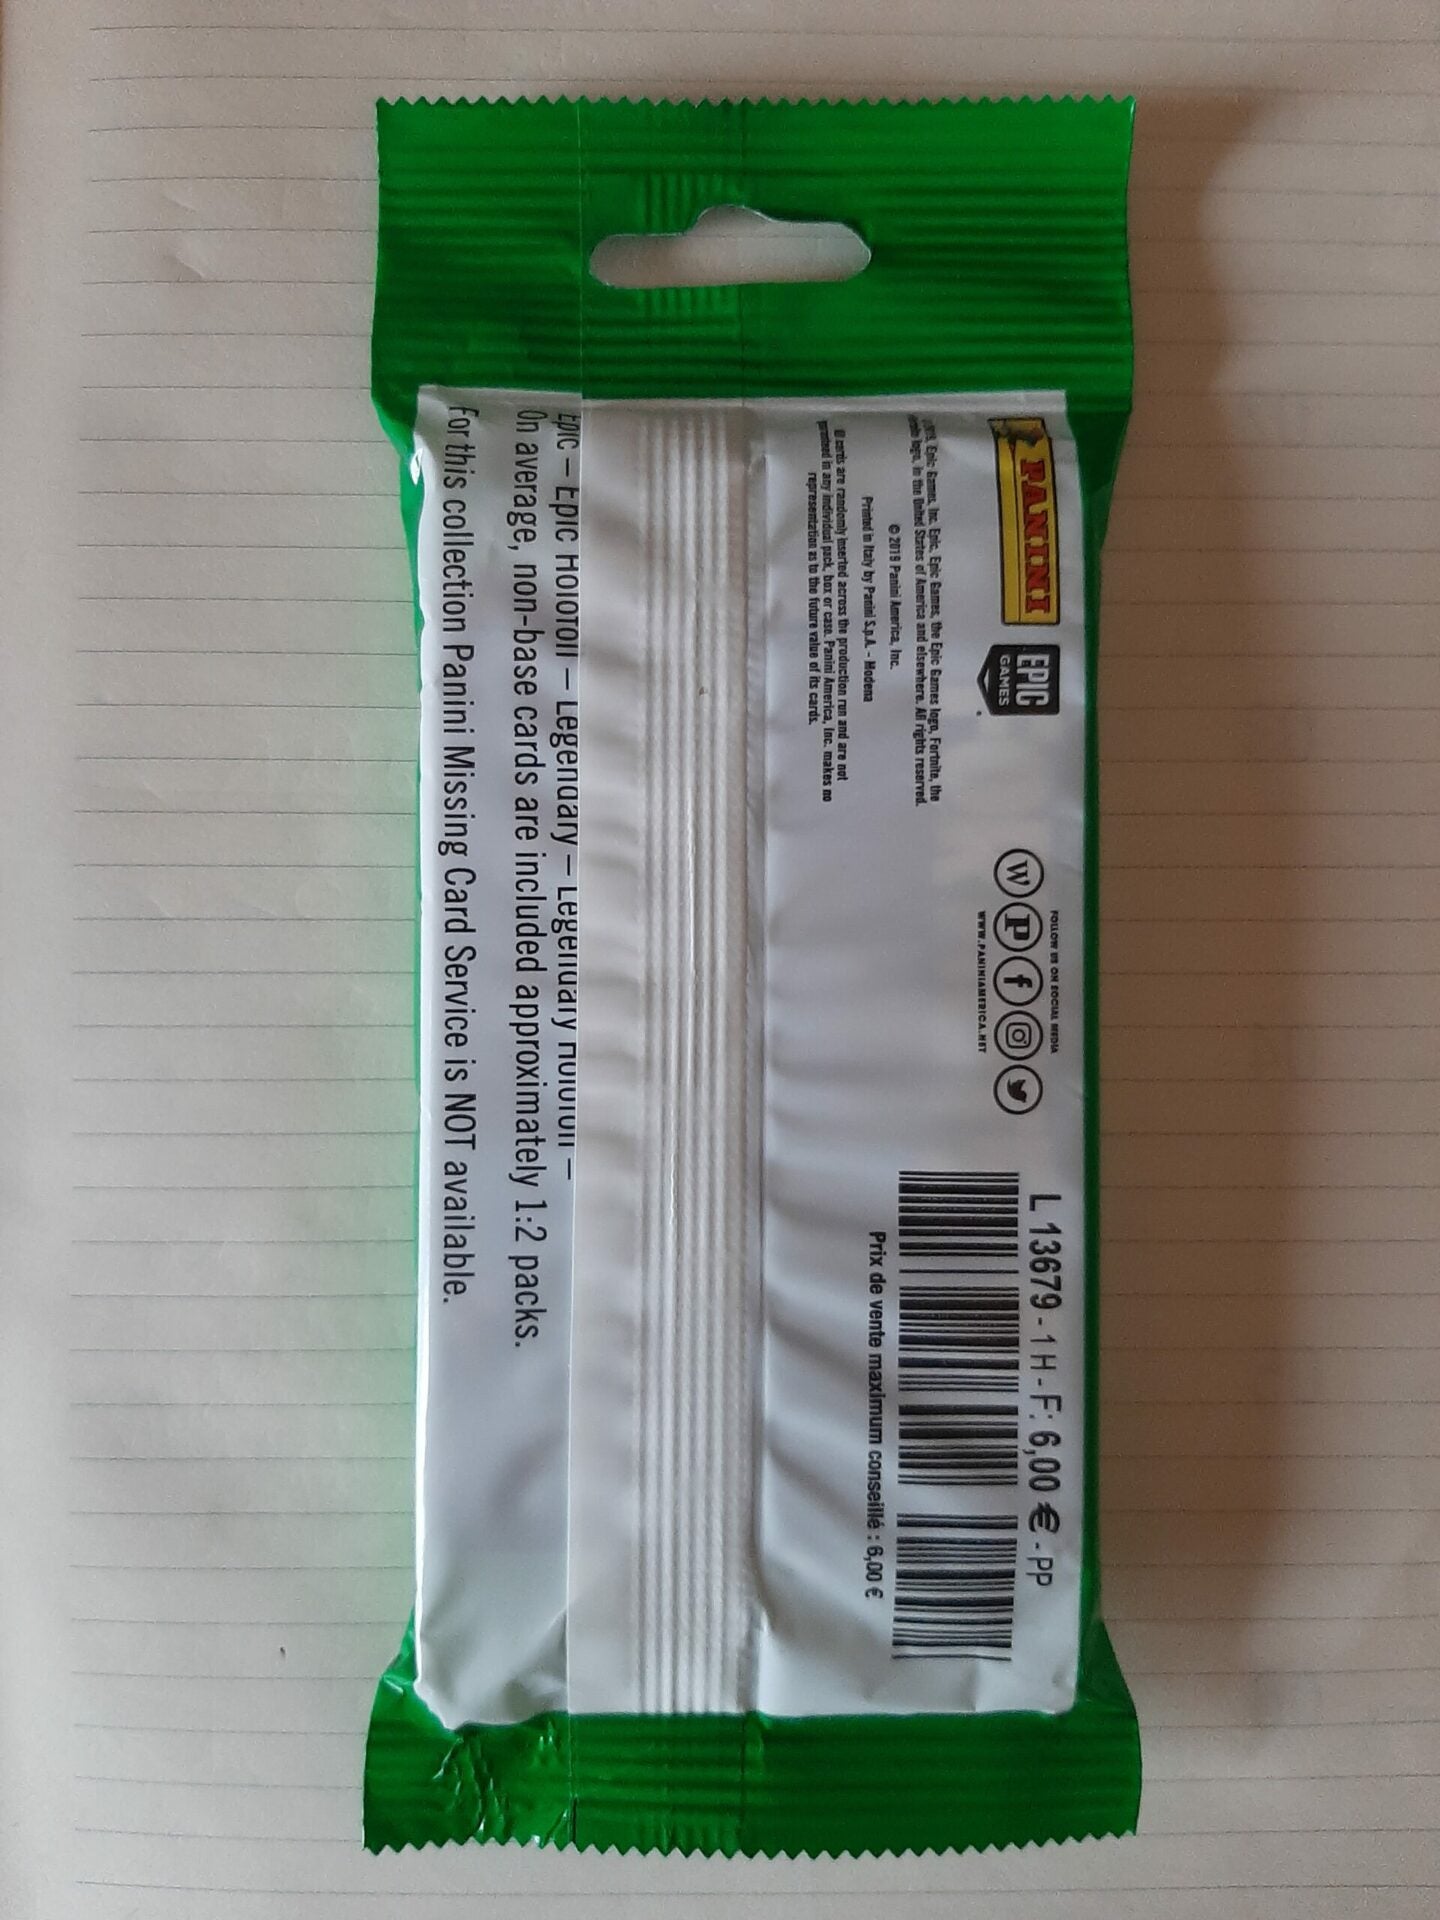 PANINI
EPIC
GAMES
Epic Games, Inc. Epic, Epic Games, the Epic Games logo, Fortnite, the
logo, in the United States of America and elsewhere. All rights reserved.
© 2019 Panini America, Inc.
Printed in Italy by Panini S.p.A. - Modena
cards are randomly inserted across the production run and are not
in any individual pack, box or case. Panini America, Inc. makes no
representation as to the future value of its cards.
FOLLOW US ON SOCIAL MEDIA
WWW.PANINIAMERICA.NET
L 13679 - 1 H - F: 6,00 € - PP
Prix de vente maximum conseillé : 6,00 €
Epic – Epic Holofoil – Legendary – Legendary Holofoil –
On average, non-base cards are included approximately 1:2 packs.
For this collection Panini Missing Card Service is NOT available.